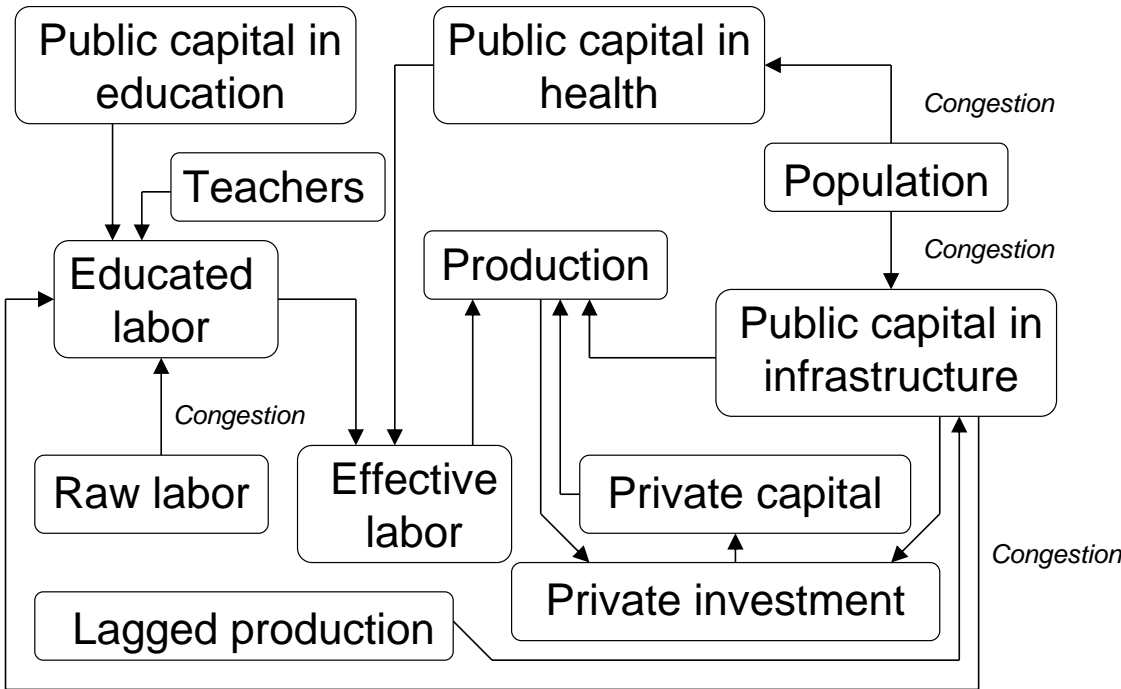 Public capital in
education
Public capital in
health
Congestion
Teachers
Population
Educated
labor
Production
Congestion
Public capital in
infrastructure
Congestion
Raw labor
Effective
labor
Private capital
Congestion
Private investment
Lagged production